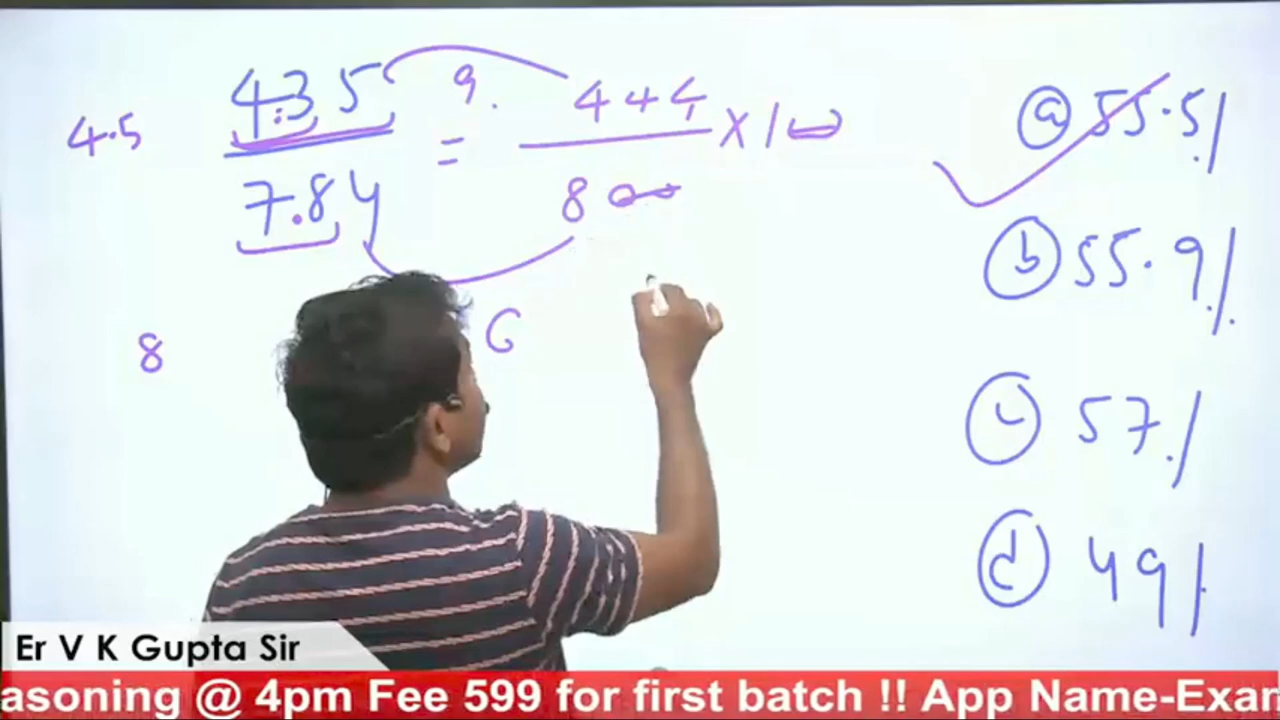 4.5
4.35 9. 444
= X 100
7.84 800
8
6
(a) 55.5%
(b) 55.9%
(c) 57%
(d) 49%
Er V K Gupta Sir
asoning @ 4pm Fee 599 for first batch !! App Name-Exan